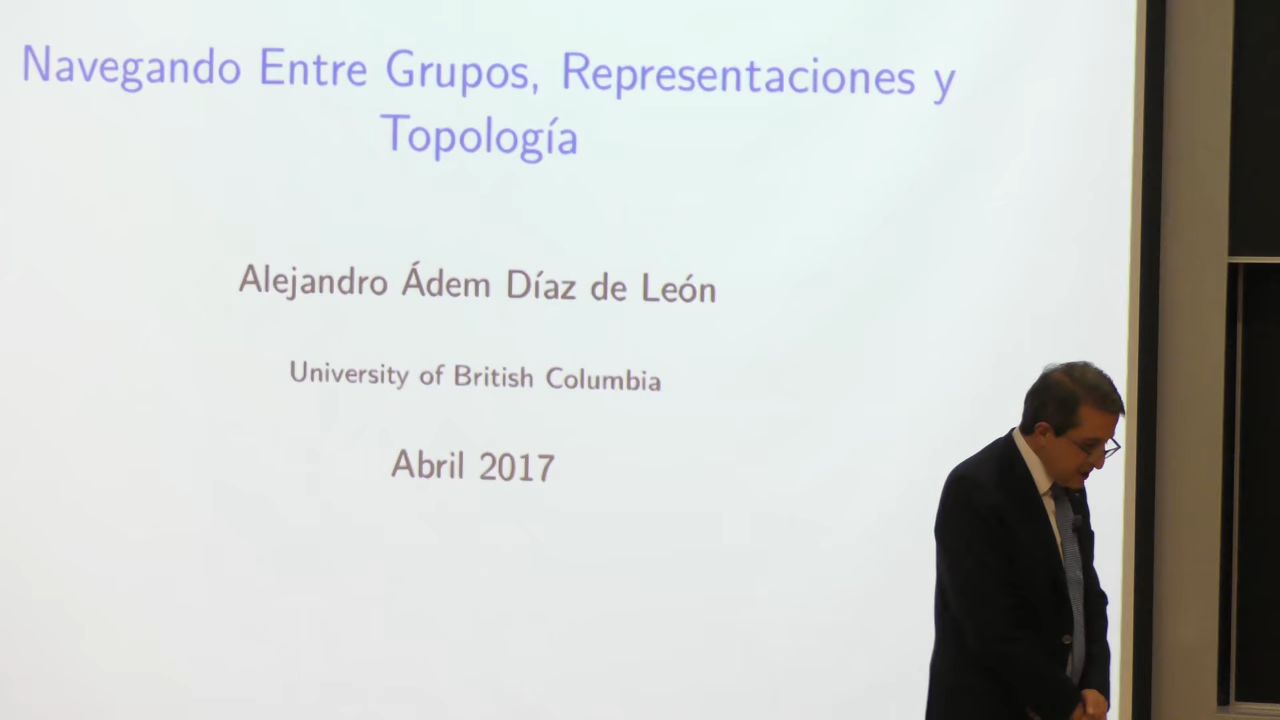 Navegando Entre Grupos, Representaciones y
Topología
Alejandro Ádem Díaz de León
University of British Columbia
Abril 2017